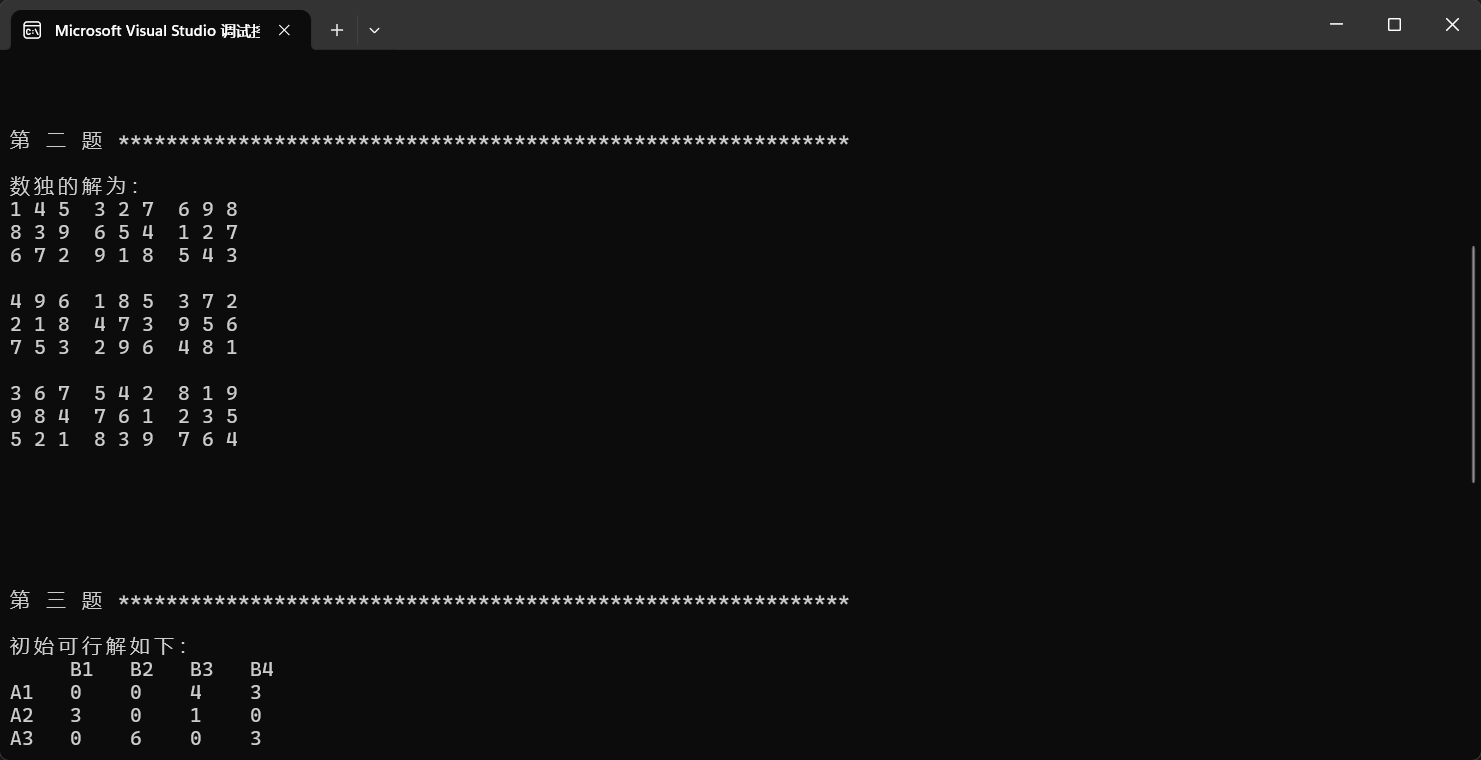 Microsoft Visual Studio 调试
第 二 题 *************************************************************
数独的解为：
1 4 5  3 2 7  6 9 8
8 3 9  6 5 4  1 2 7
6 7 2  9 1 8  5 4 3
4 9 6  1 8 5  3 7 2
2 1 8  4 7 3  9 5 6
7 5 3  2 9 6  4 8 1
3 6 7  5 4 2  8 1 9
9 8 4  7 6 1  2 3 5
5 2 1  8 3 9  7 6 4
第 三 题 *************************************************************
初始可行解如下：
     B1   B2   B3   B4
A1   0    0    4    3
A2   3    0    1    0
A3   0    6    0    3